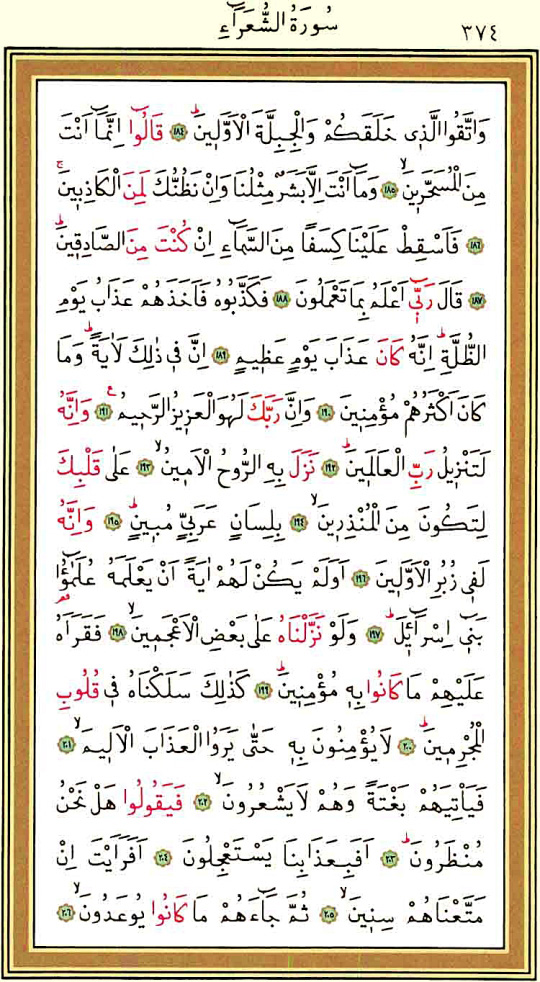 ٣٧٤ سُورَةُ الشُّعَرَاءِ
وَاتَّقُوا الَّذ۪ي خَلَقَكُمْ وَالْجِبِلَّةَ الْاَوَّل۪ينَۜ ﴿١٨٤﴾ قَالُٓوا اِنَّمَٓا اَنْتَ
مِنَ الْمُسَحَّر۪ينَۙ ﴿١٨٥﴾ وَمَٓا اَنْتَ اِلَّا بَشَرٌ مِثْلُنَا وَاِنْ نَظُنُّكَ لَمِنَ الْكَاذِب۪ينَۚ
﴿١٨٦﴾ فَاَسْقِطْ عَلَيْنَا كِسَفًا مِنَ السَّمَٓاءِ اِنْ كُنْتَ مِنَ الصَّادِق۪ينَۜ
﴿١٨٧﴾ قَالَ رَبّ۪ٓي اَعْلَمُ بِمَا تَعْمَلُونَ ﴿١٨٨﴾ فَكَذَّبُوهُ فَاَخَذَهُمْ عَذَابُ يَوْمِ
الظُّلَّةِۜ اِنَّهُ كَانَ عَذَابَ يَوْمٍ عَظ۪يمٍ ﴿١٨٩﴾ اِنَّ ف۪ي ذٰلِكَ لَاٰيَةًۜ وَمَا
كَانَ اَكْثَرُهُمْ مُؤْمِن۪ينَ ﴿١٩٠﴾ وَاِنَّ رَبَّكَ لَهُوَ الْعَز۪يزُ الرَّح۪يمُ۟ ﴿١٩١﴾ وَاِنَّهُ
لَتَنْز۪يلُ رَبِّ الْعَالَم۪ينَۜ ﴿١٩٢﴾ نَزَلَ بِهِ الرُّوحُ الْاَم۪ينُۙ ﴿١٩٣﴾ عَلٰى قَلْبِكَ
لِتَكُونَ مِنَ الْمُنْذِر۪ينَۙ ﴿١٩٤﴾ بِلِسَانٍ عَرَبِيٍّ مُب۪ينٍۜ ﴿١٩٥﴾ وَاِنَّهُ
لَف۪ي زُبُرِ الْاَوَّل۪ينَ ﴿١٩٦﴾ اَوَلَمْ يَكُنْ لَهُمْ اٰيَةً اَنْ يَعْلَمَهُ عُلَمٰٓؤُ۬ا
بَن۪ٓي اِسْرَٓائ۪لَۜ ﴿١٩٧﴾ وَلَوْ نَزَّلْنَاهُ عَلٰى بَعْضِ الْاَعْجَم۪ينَۙ ﴿١٩٨﴾ فَقَرَاَهُ
عَلَيْهِمْ مَا كَانُوا بِه۪ مُؤْمِن۪ينَۜ ﴿١٩٩﴾ كَذٰلِكَ سَلَكْنَاهُ ف۪ي قُلُوبِ
الْمُجْرِم۪ينَۜ ﴿٢٠٠﴾ لَا يُؤْمِنُونَ بِه۪ حَتّٰى يَرَوُا الْعَذَابَ الْاَل۪يمَۙ ﴿٢٠١﴾
فَيَأْتِيَهُمْ بَغْتَةً وَهُمْ لَا يَشْعُرُونَۙ ﴿٢٠٢﴾ فَيَقُولُوا هَلْ نَحْنُ
مُنْظَرُونَۜ ﴿٢٠٣﴾ اَفَبِعَذَابِنَا يَسْتَعْجِلُونَ ﴿٢٠٤﴾ اَفَرَاَيْتَ اِنْ
مَتَّعْنَاهُمْ سِن۪ينَۙ ﴿٢٠٥﴾ ثُمَّ جَٓاءَهُمْ مَا كَانُوا يُوعَدُونَۙ ﴿٢٠٦﴾